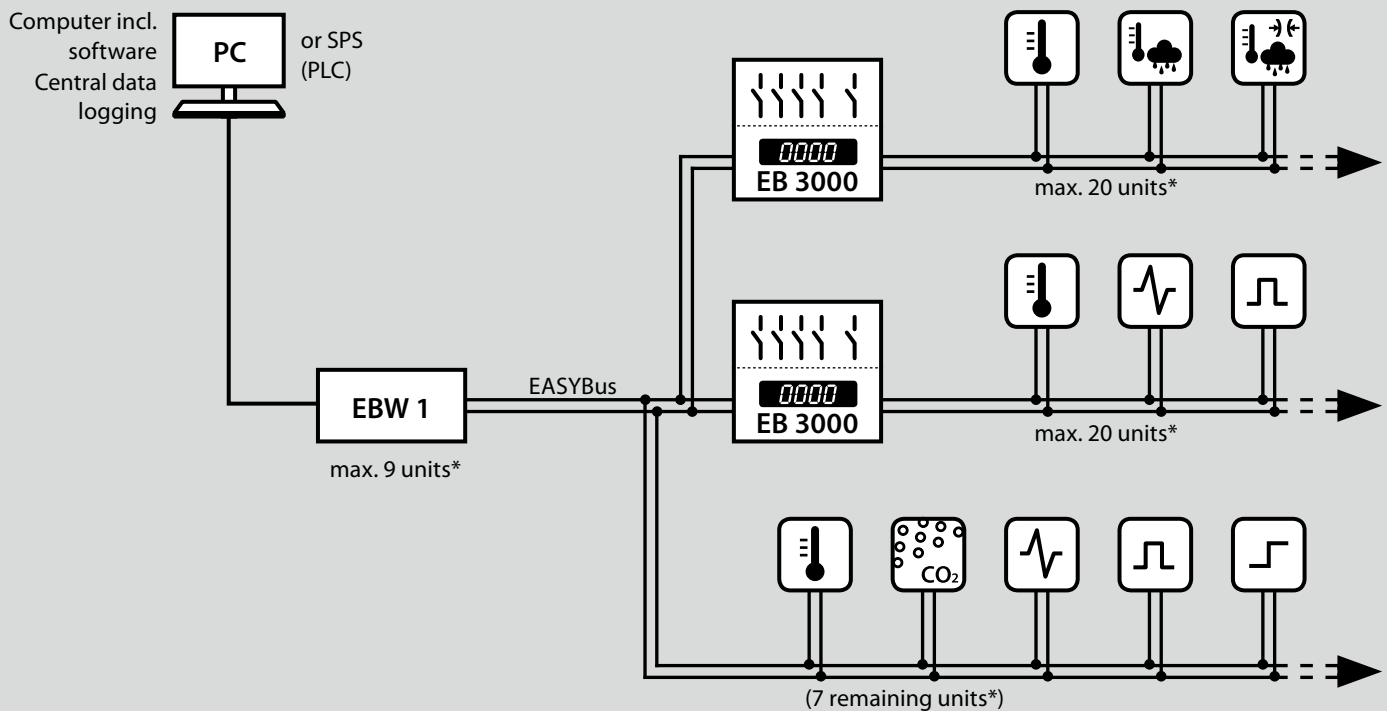 Computer incl.
software
Central data
logging
PC
or SPS
(PLC)
0000
EB 3000
max. 20 units*
EBW 1
max. 9 units*
EASYBus
0000
EB 3000
max. 20 units*
CO₂
(7 remaining units*)